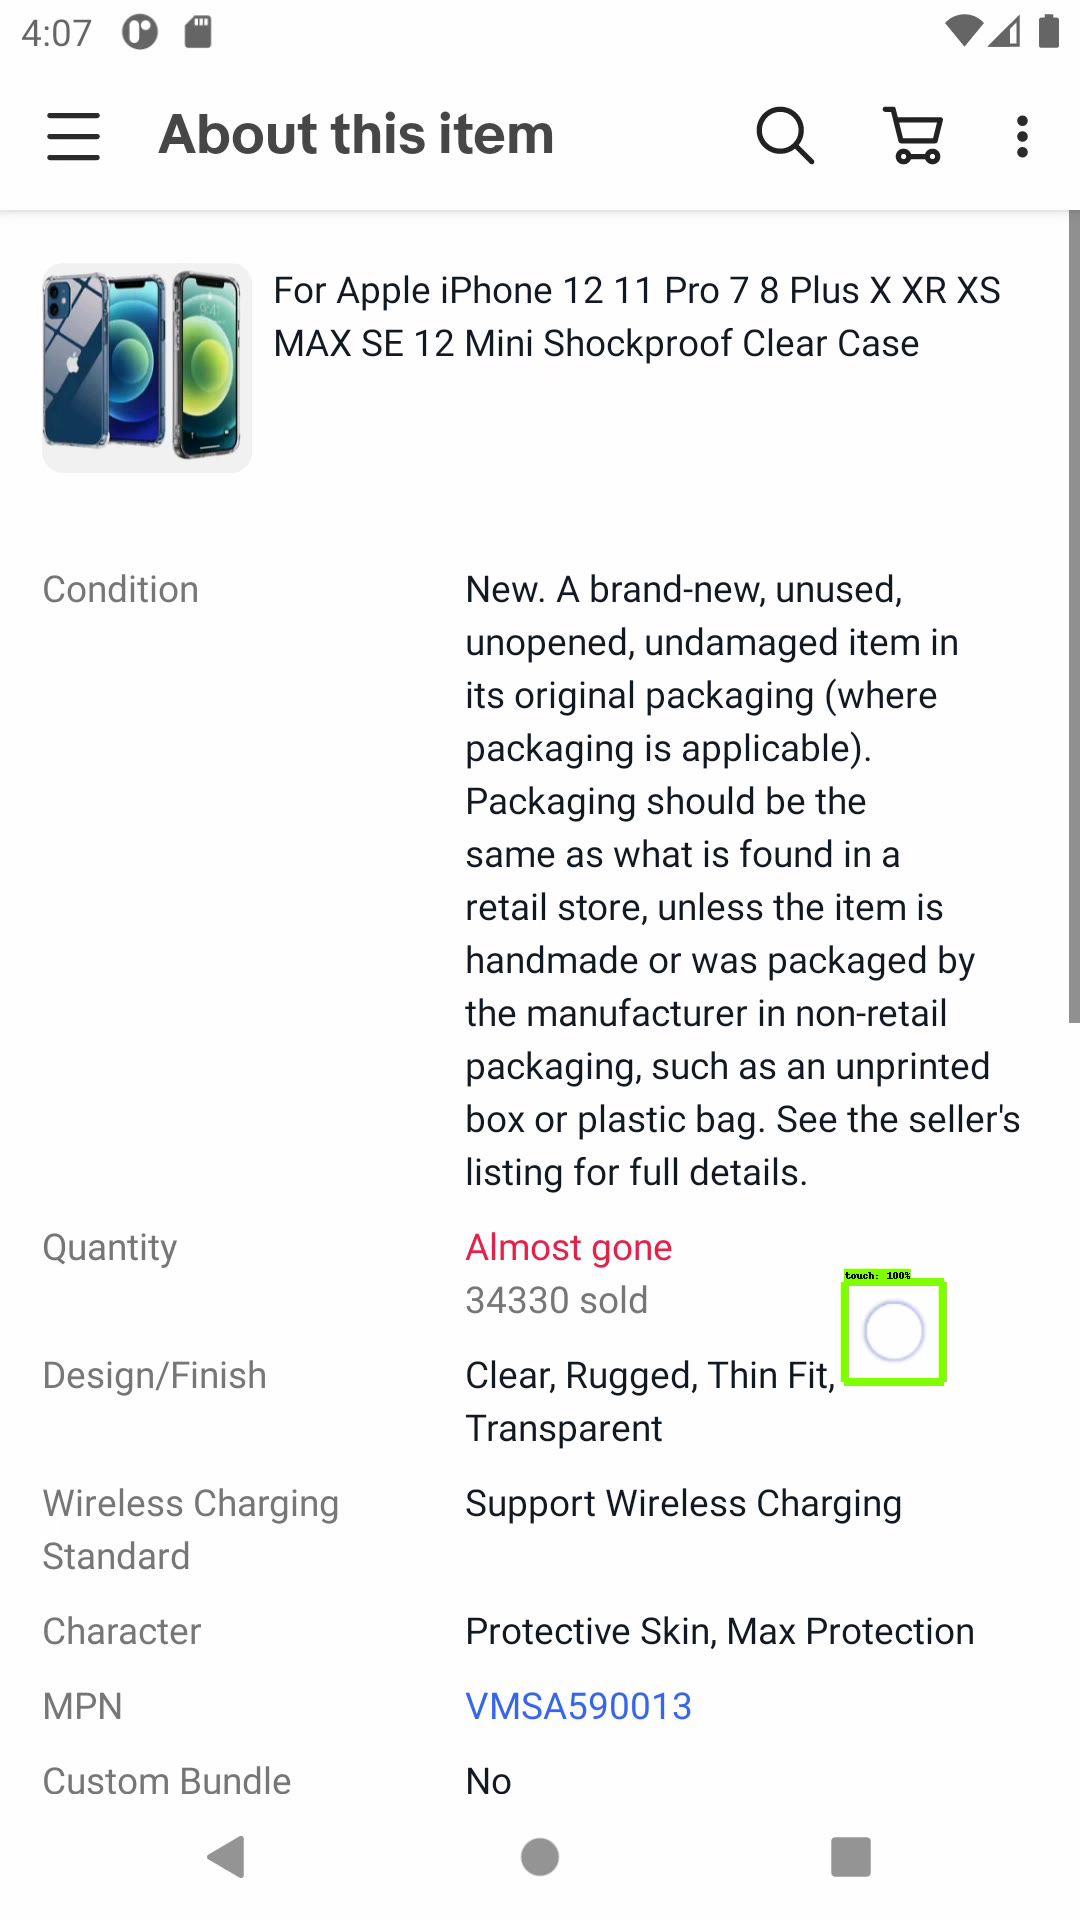 4:07
About this item
For Apple iPhone 12 11 Pro 7 8 Plus X XR XS
MAX SE 12 Mini Shockproof Clear Case
9:41
Condition
New. A brand-new, unused,
unopened, undamaged item in
its original packaging (where
packaging is applicable).
Packaging should be the
same as what is found in a
retail store, unless the item is
handmade or was packaged by
the manufacturer in non-retail
packaging, such as an unprinted
box or plastic bag. See the seller's
listing for full details.
Quantity
Almost gone
34330 sold
touch: 100%
Design/Finish
Clear, Rugged, Thin Fit,
Transparent
Wireless Charging
Standard
Support Wireless Charging
Character
Protective Skin, Max Protection
MPN
VMSA590013
Custom Bundle
No